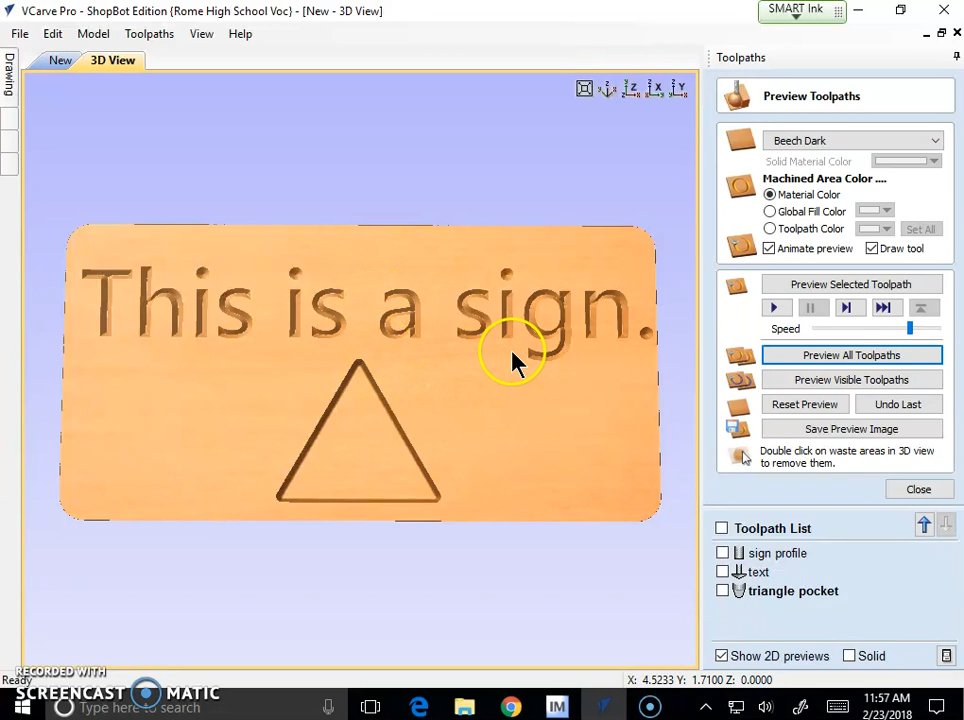 VCarve Pro - ShopBot Edition {Rome High School Voc} - [New - 3D View]
SMART Ink
File Edit Model Toolpaths View Help
Drawing
New 3D View
Toolpaths
Preview Toolpaths
Beech Dark
Solid Material Color
Machined Area Color ....
Material Color
Global Fill Color
Toolpath Color Set All
Animate preview Draw tool
Preview Selected Toolpath
Speed
Preview All Toolpaths
Preview Visible Toolpaths
Reset Preview Undo Last
Save Preview Image
Double click on waste areas in 3D view
to remove them.
Close
This is a sign.
z z z y
x x
Toolpath List
sign profile
text
triangle pocket
Show 2D previews Solid
Ready
X: 4.5233 Y: 1.7100 Z: 0.0000
RECORDED WITH
SCREENCAST MATIC
Type here to search
IM
11:57 AM
2/23/2018